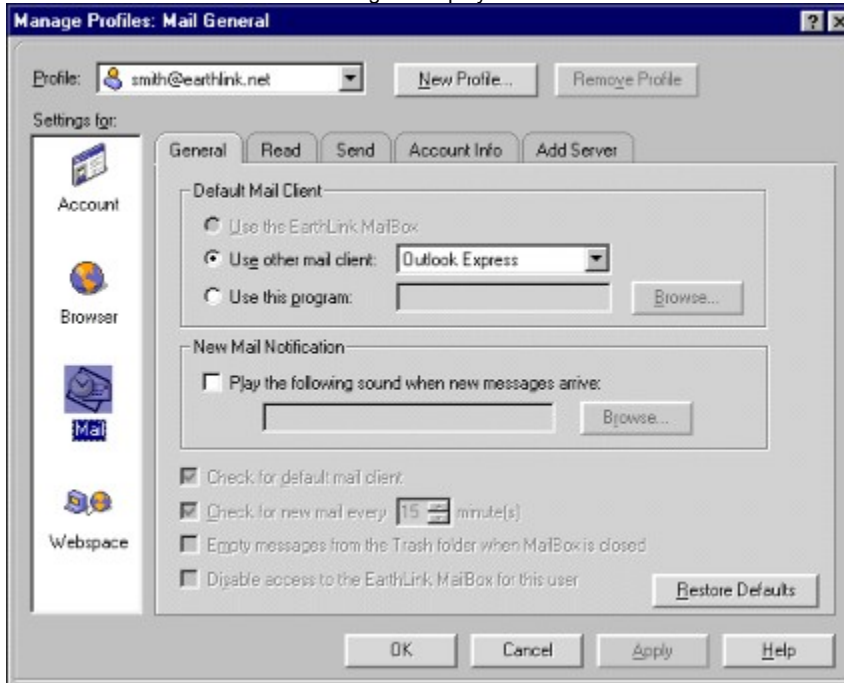 Manage Profiles: Mail General
Profile: smith@earthlink.net New Profile... Remove Profile
Settings for:
General Read Send Account Info Add Server
Account
Browser
Mail
Webspace
Default Mail Client
Use the EarthLink MailBox
Use other mail client: Outlook Express
Use this program: Browse...
New Mail Notification
Play the following sound when new messages arrive:
Browse...
Check for default mail client
Check for new mail every 15 minute(s)
Empty messages from the Trash folder when MailBox is closed
Disable access to the EarthLink MailBox for this user
Restore Defaults
OK Cancel Apply Help